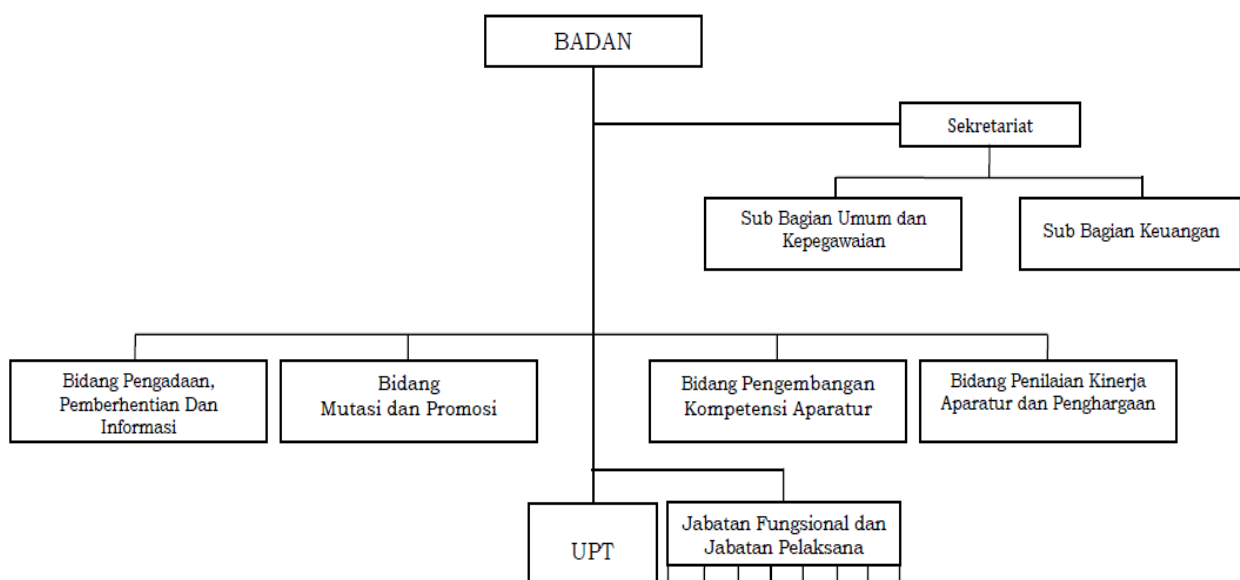 BADAN
Sekretariat
Sub Bagian Umum dan
Kepegawaian
Sub Bagian Keuangan
Bidang Pengadaan,
Pemberhentian Dan
Informasi
Bidang
Mutasi dan Promosi
Bidang Pengembangan
Kompetensi Aparatur
Bidang Penilaian Kinerja
Aparatur dan Penghargaan
UPT
Jabatan Fungsional dan
Jabatan Pelaksana